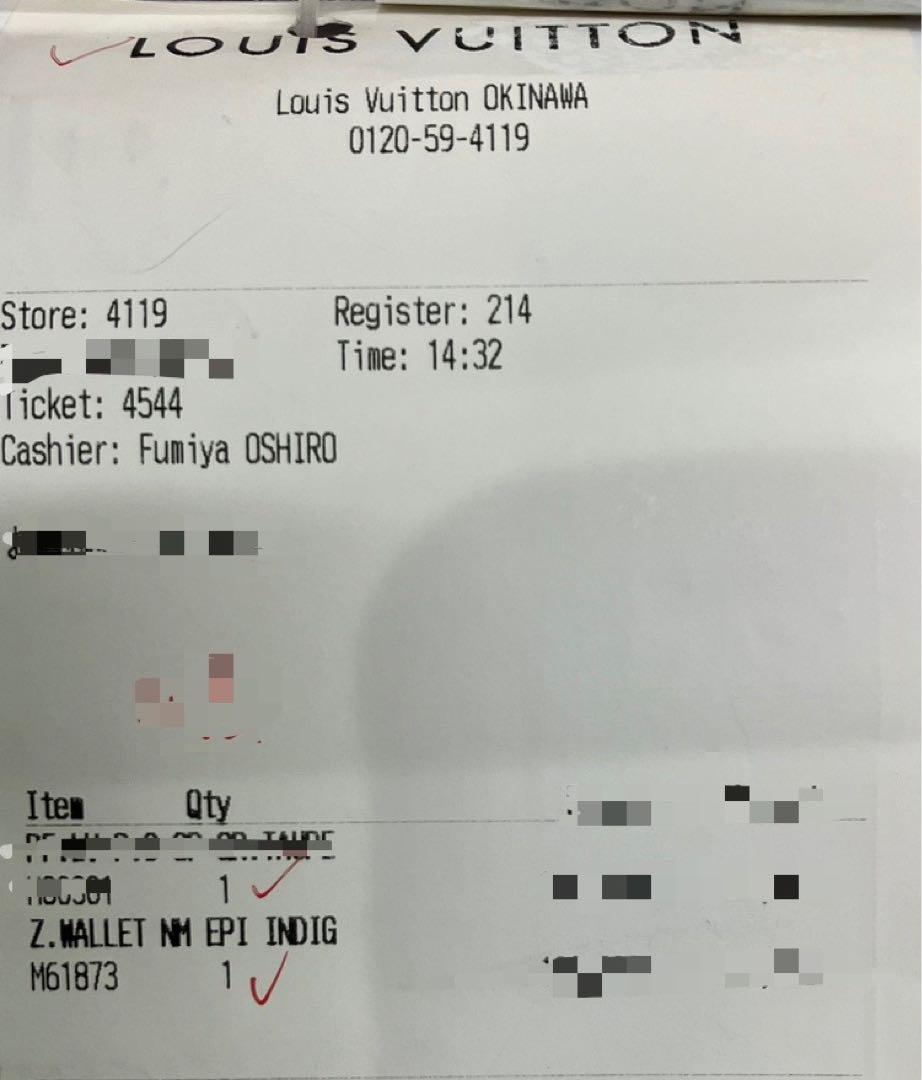 LOUIS VUITTON
Louis Vuitton OKINAWA
0120-59-4119
Store: 4119 Register: 214
Time: 14:32
Ticket: 4544
Cashier: Fumiya OSHIRO
Item Qty
1
Z.WALLET NM EPI INDIG
M61873 1